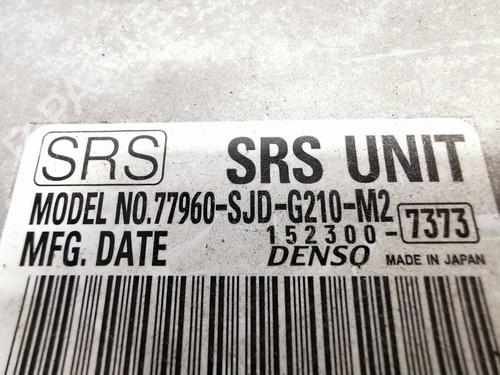 SRS SRS UNIT
MODEL NO.77960-SJD-G210-M2
MFG. DATE 152300-7373
DENSO MADE IN JAPAN